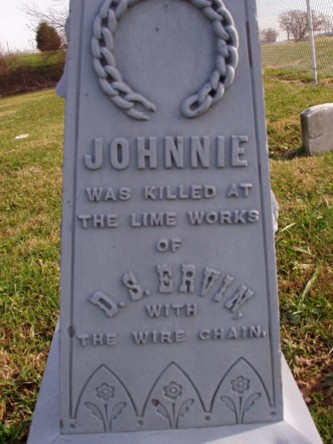 JOHNNIE
WAS KILLED AT
THE LIME WORKS
OF
D. S. ERVIN,
WITH
THE WIRE CHAIN.